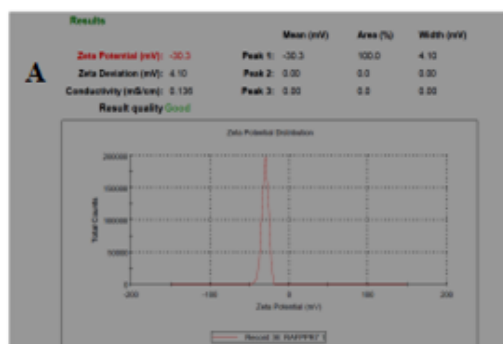 Results
Mean (mV) Area (%) Width (mV)
Zeta Potential (mV): -30.3 Peak 1: -30.3 100.0 4.10
A
Zeta Deviation (mV): 4.10 Peak 2: 0.00 0.0 0.00
Conductivity (mS/cm): 0.136 Peak 3: 0.00 0.0 0.00
Result quality Good
Zeta Potential Distribution
200000
150000
100000
50000
0
Total Counts
-200 -100 0 100 200
Zeta Potential (mV)